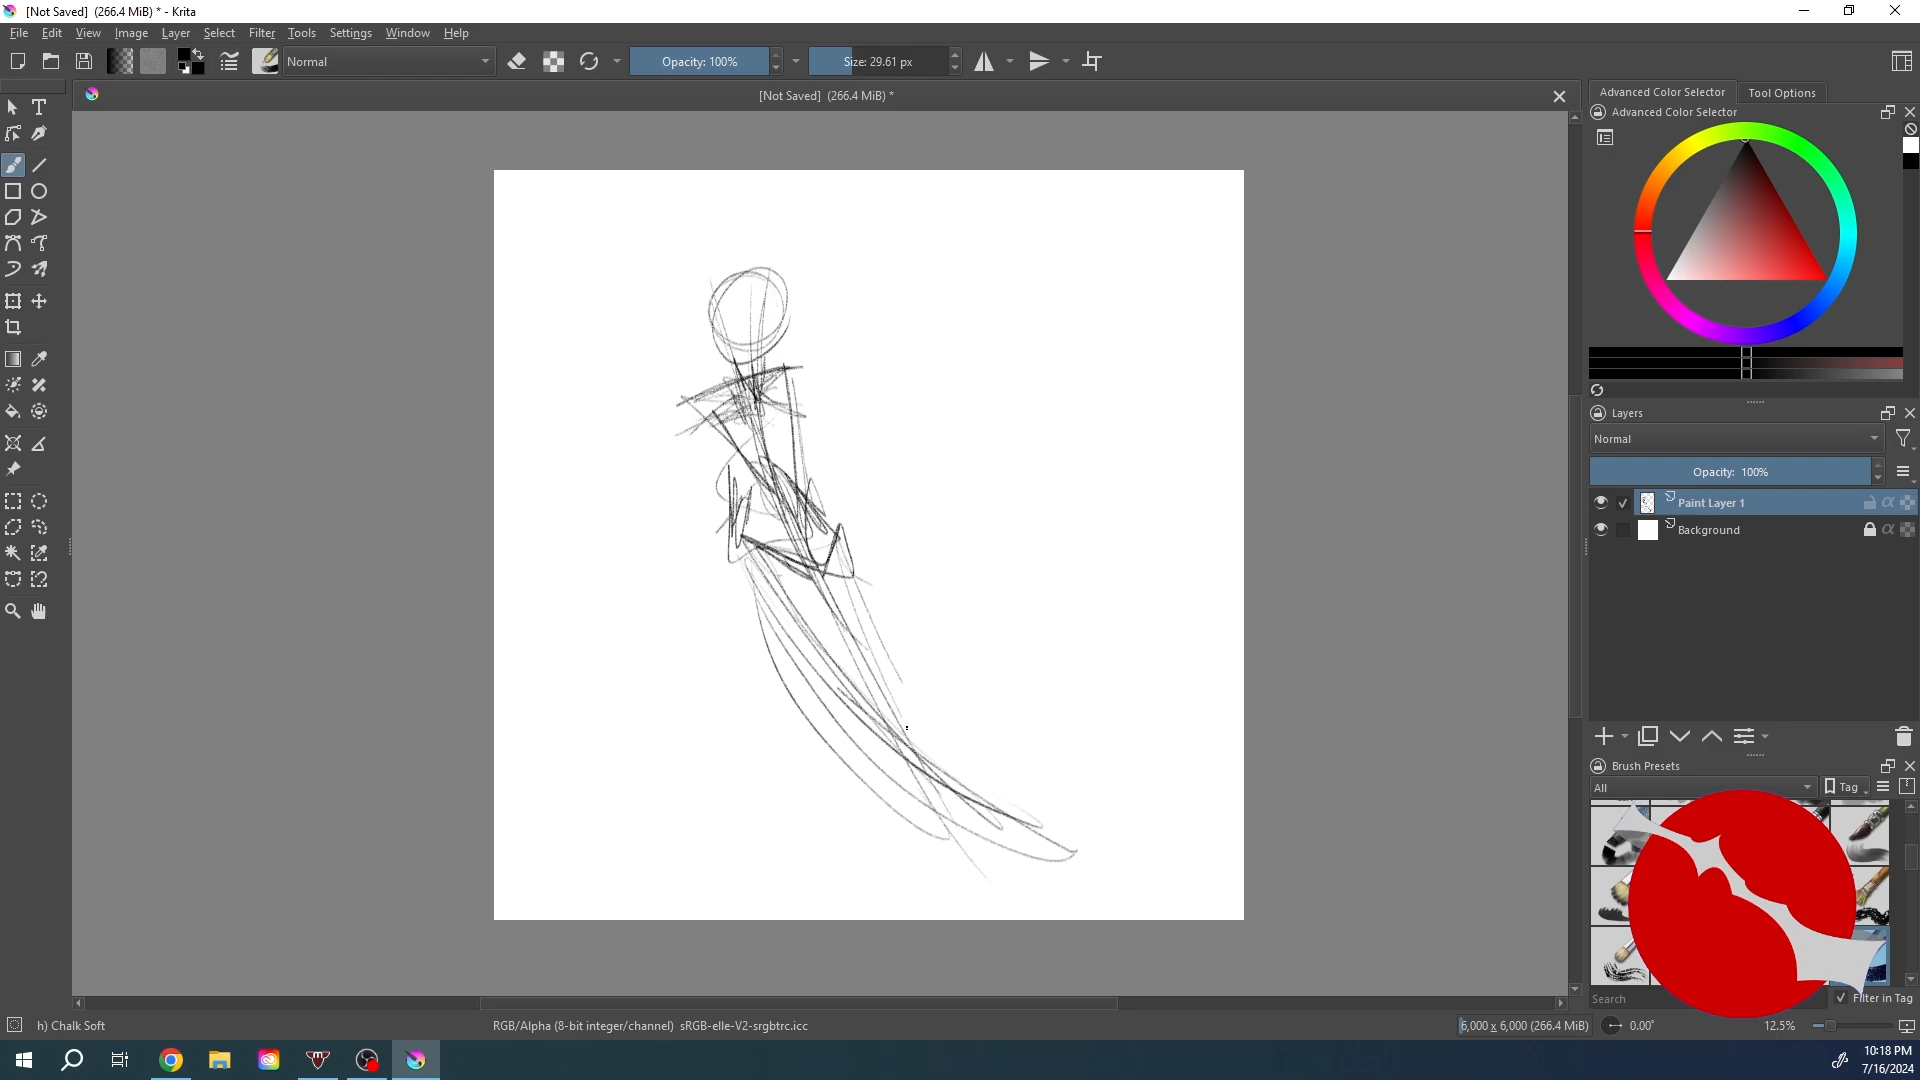 [Not Saved]  (266.4 MiB) * - Krita
File Edit View Image Layer Select Filter Tools Settings Window Help
Normal Opacity: 100% Size: 29.61 px
[Not Saved]  (266.4 MiB) *
Advanced Color Selector Tool Options
Advanced Color Selector
Layers
Normal
Opacity:  100%
Paint Layer 1
Background
Brush Presets
All Tag
Search Filter in Tag
h) Chalk Soft RGB/Alpha (8-bit integer/channel)  sRGB-elle-V2-srgbtrc.icc 6,000 x 6,000 (266.4 MiB) 0.00° 12.5%
10:18 PM
7/16/2024